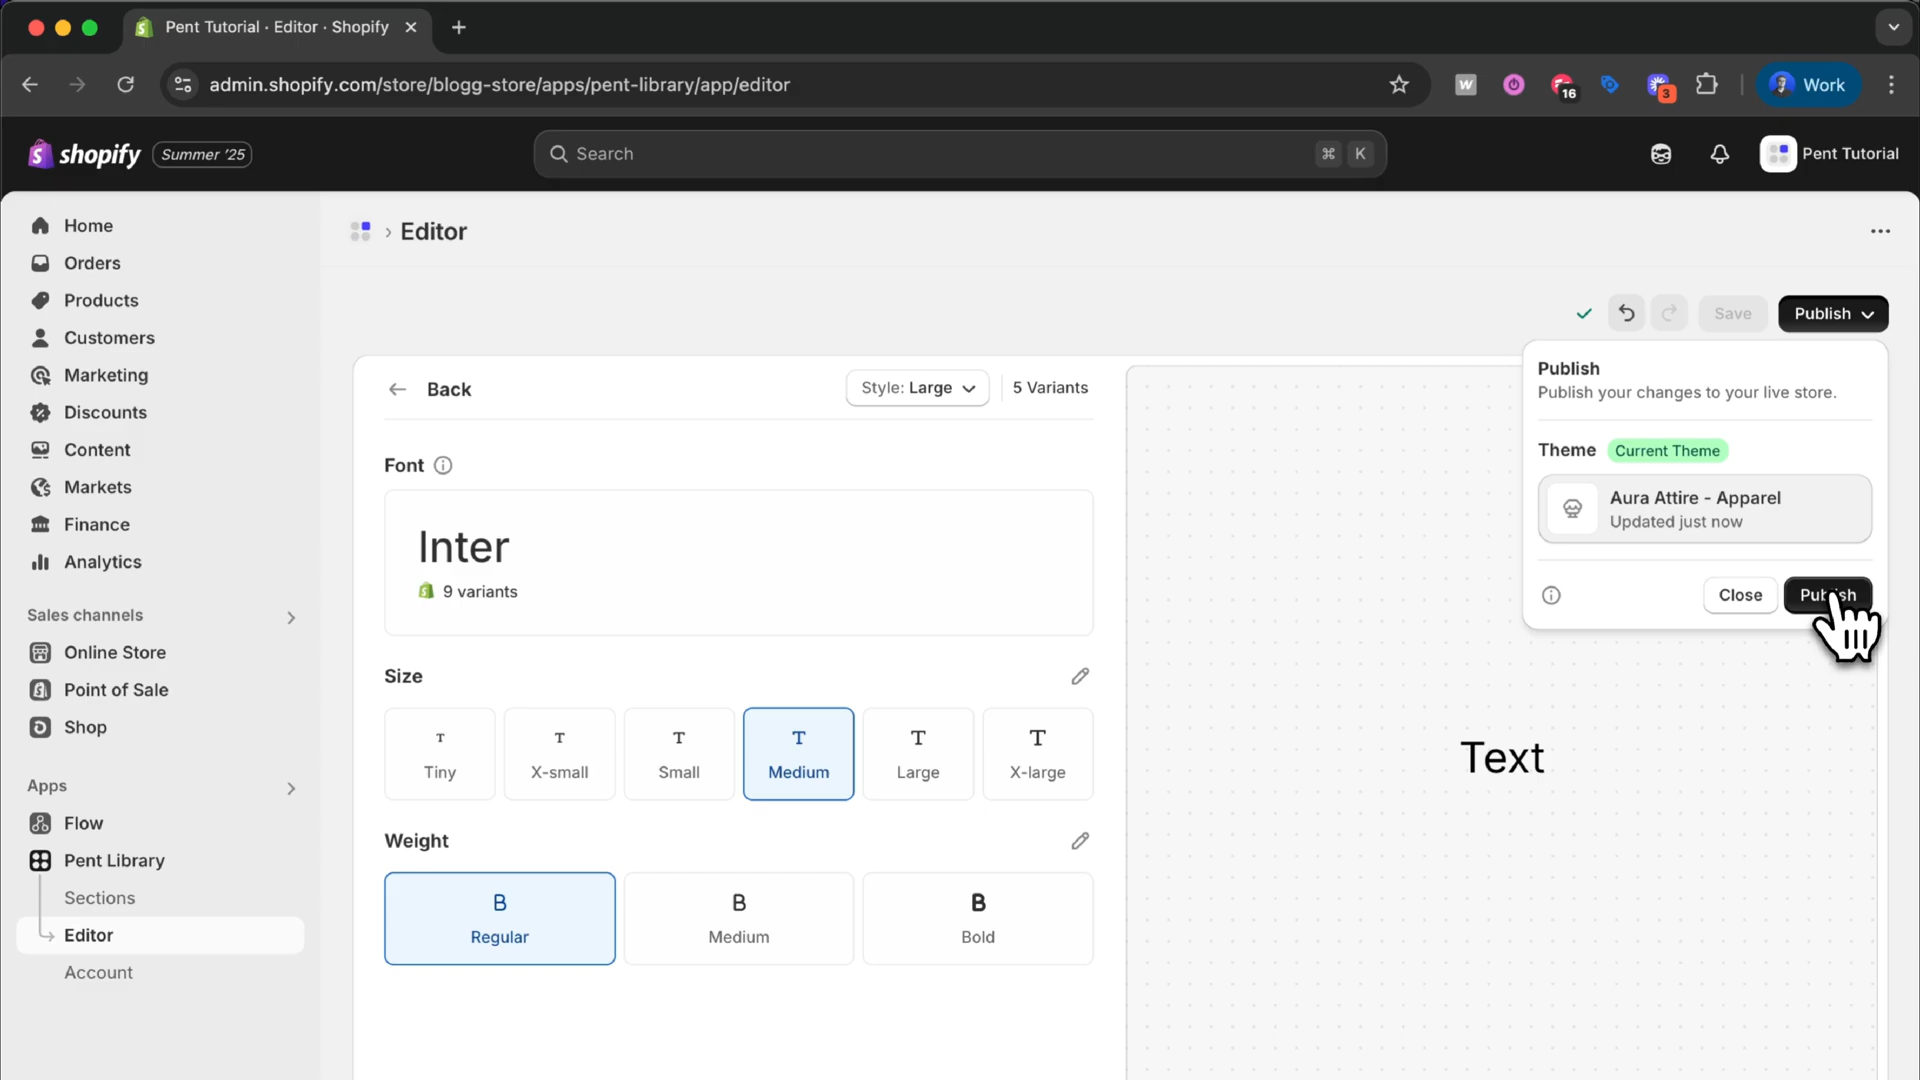 Pent Tutorial · Editor · Shopify
admin.shopify.com/store/blogg-store/apps/pent-library/app/editor
W
16
3
Work
shopify
Summer '25
Search
⌘ K
Pent Tutorial
Home
Orders
Products
Customers
Marketing
Discounts
Content
Markets
Finance
Analytics
Sales channels
Online Store
Point of Sale
Shop
Apps
Flow
Pent Library
Sections
Editor
Account
Editor
Save
Publish
Back
Style: Large
5 Variants
Font
Inter
9 variants
Size
T
Tiny
T
X-small
T
Small
T
Medium
T
Large
T
X-large
Weight
B
Regular
B
Medium
B
Bold
Publish
Publish your changes to your live store.
Theme
Current Theme
Aura Attire - Apparel
Updated just now
Close
Publish
Text